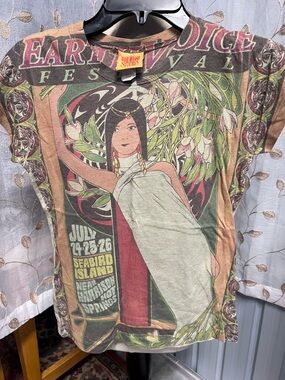 EARTH VOICE
FESTIVAL
JULY
24·25·26
SEABIRD
ISLAND
NEAR
HARRISON
HOT
SPRINGS